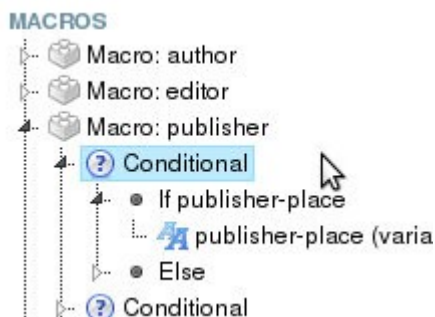 MACROS
Macro: author
Macro: editor
Macro: publisher
Conditional
If publisher-place
publisher-place (varia
Else
Conditional